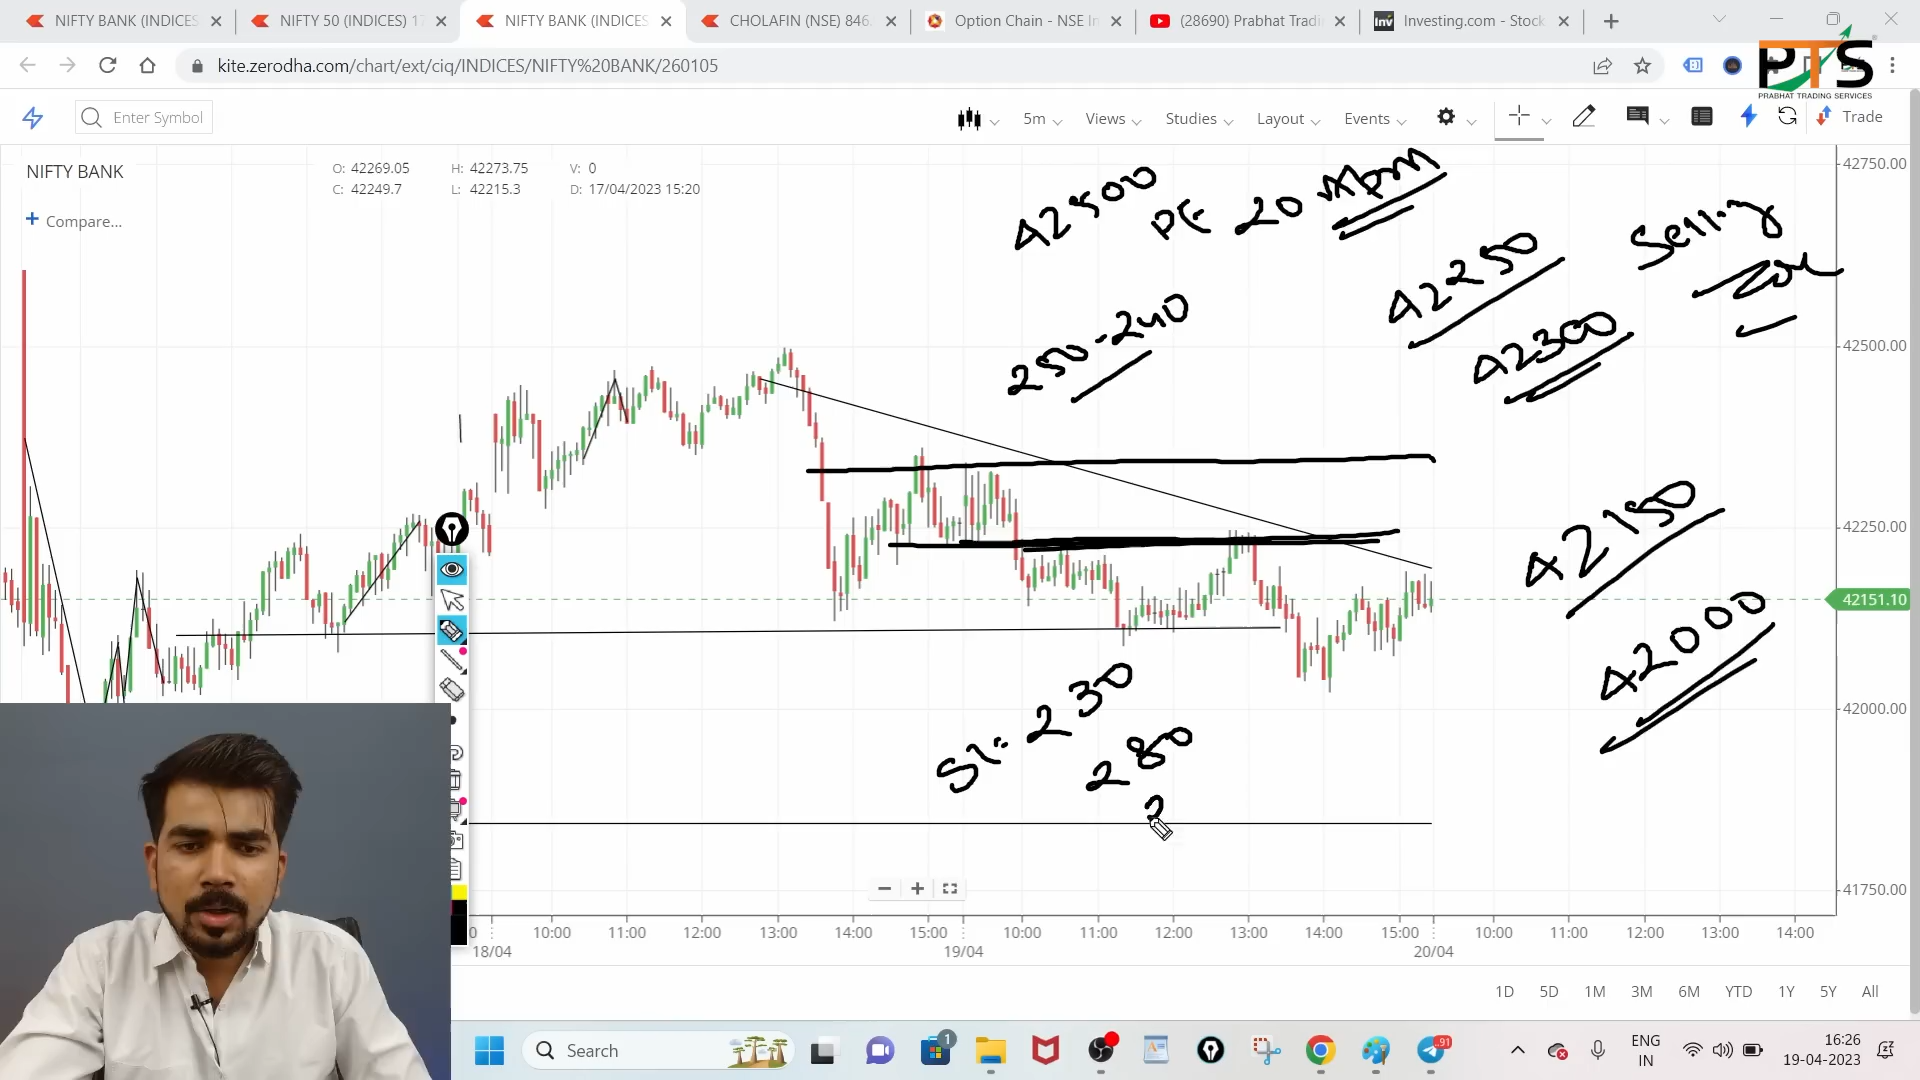 NIFTY BANK (INDICES
NIFTY 50 (INDICES) 17
NIFTY BANK (INDICES
CHOLAFIN (NSE) 846.
Option Chain - NSE In
(28690) Prabhat Tradi
Investing.com - Stock
kite.zerodha.com/chart/ext/ciq/INDICES/NIFTY%20BANK/260105
PTS
PRABHAT TRADING SERVICES
Enter Symbol
5m
Views
Studies
Layout
Events
Trade
NIFTY BANK
O: 42269.05 H: 42273.75 V: 0
C: 42249.7 L: 42215.3 D: 17/04/2023 15:20
Compare...
42500
PE 20
42250
Selling
42300
250-240
42150
42000
SL: 230
280
2
42750.00
42500.00
42250.00
42151.10
42000.00
41750.00
10:00 11:00 12:00 13:00 14:00 15:00 10:00 11:00 12:00 13:00 14:00 15:00 10:00 11:00 12:00 13:00 14:00
18/04 19/04 20/04
1D 5D 1M 3M 6M YTD 1Y 5Y All
Search
1
91
ENG
IN
16:26
19-04-2023